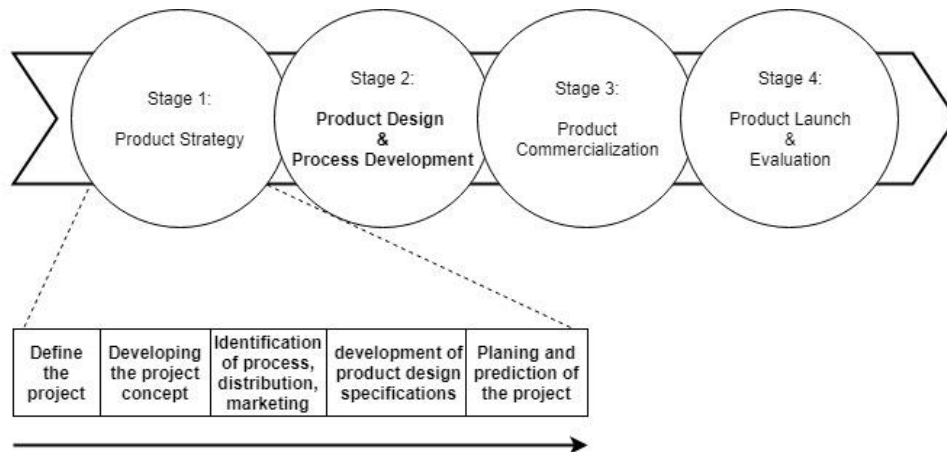 Stage 1:
Product Strategy
Stage 2:
Product Design
&
Process Development
Stage 3:
Product
Commercialization
Stage 4:
Product Launch
&
Evaluation
Define
the
project
Developing
the project
concept
Identification
of process,
distribution,
marketing
development of
product design
specifications
Planing and
prediction of
the project